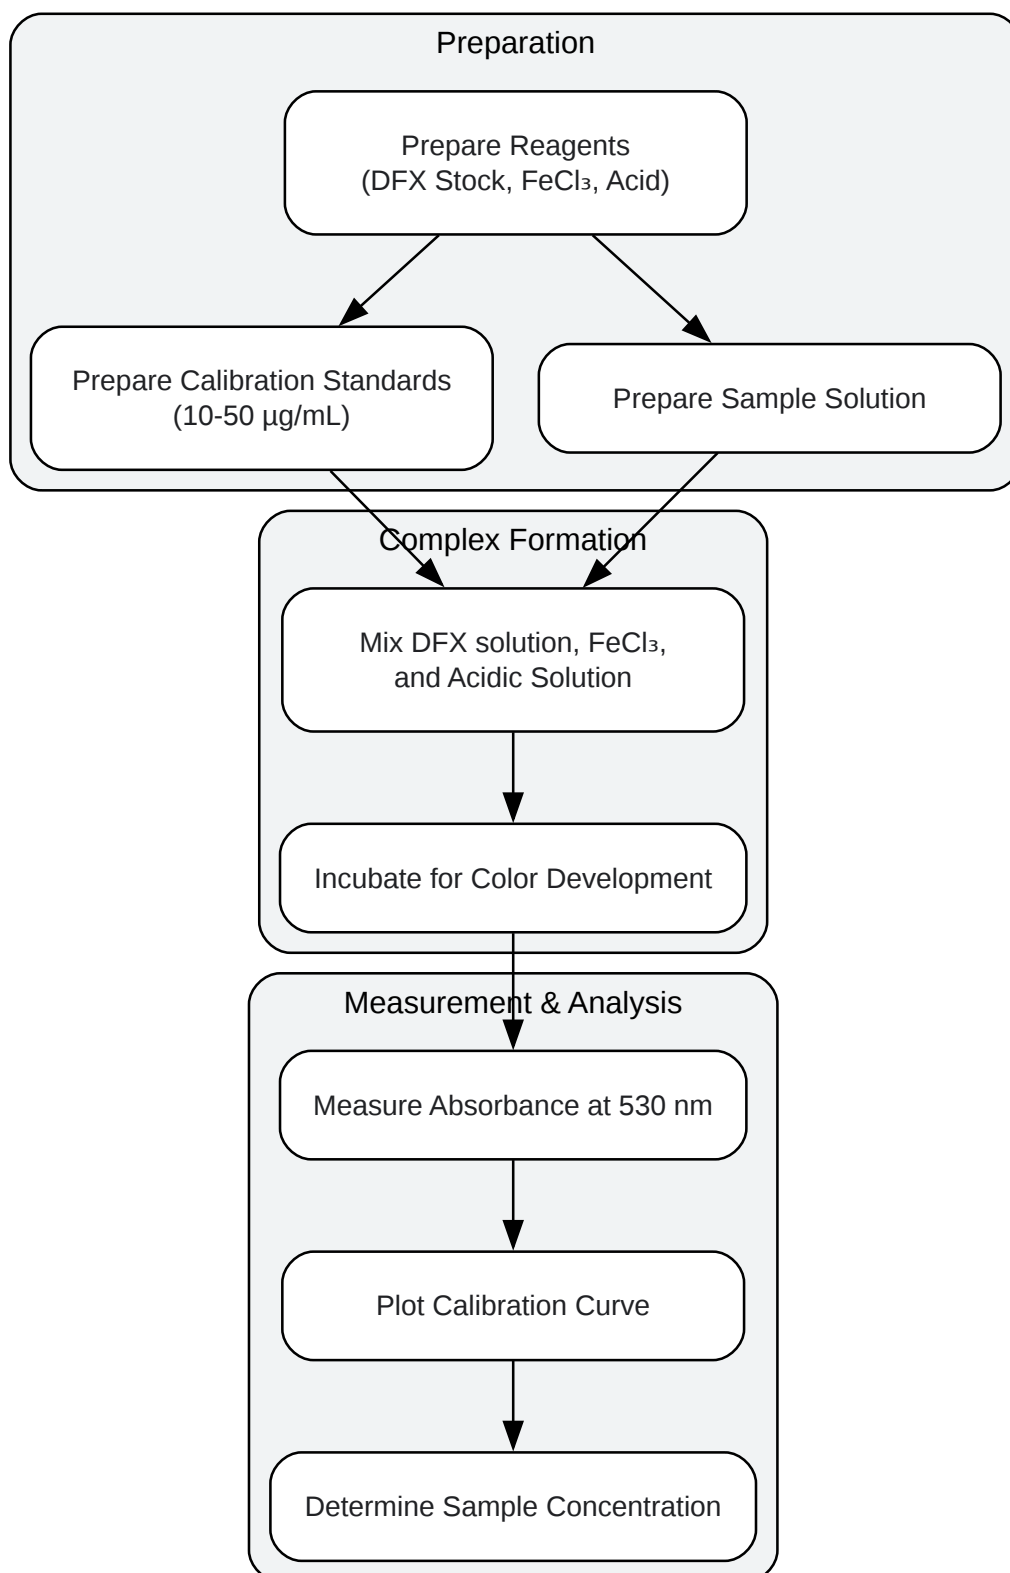 Preparation
Prepare Reagents
(DFX Stock, FeCl₃, Acid)
Prepare Calibration Standards
(10-50 µg/mL)
Prepare Sample Solution
Complex Formation
Mix DFX solution, FeCl₃,
and Acidic Solution
Incubate for Color Development
Measurement & Analysis
Measure Absorbance at 530 nm
Plot Calibration Curve
Determine Sample Concentration